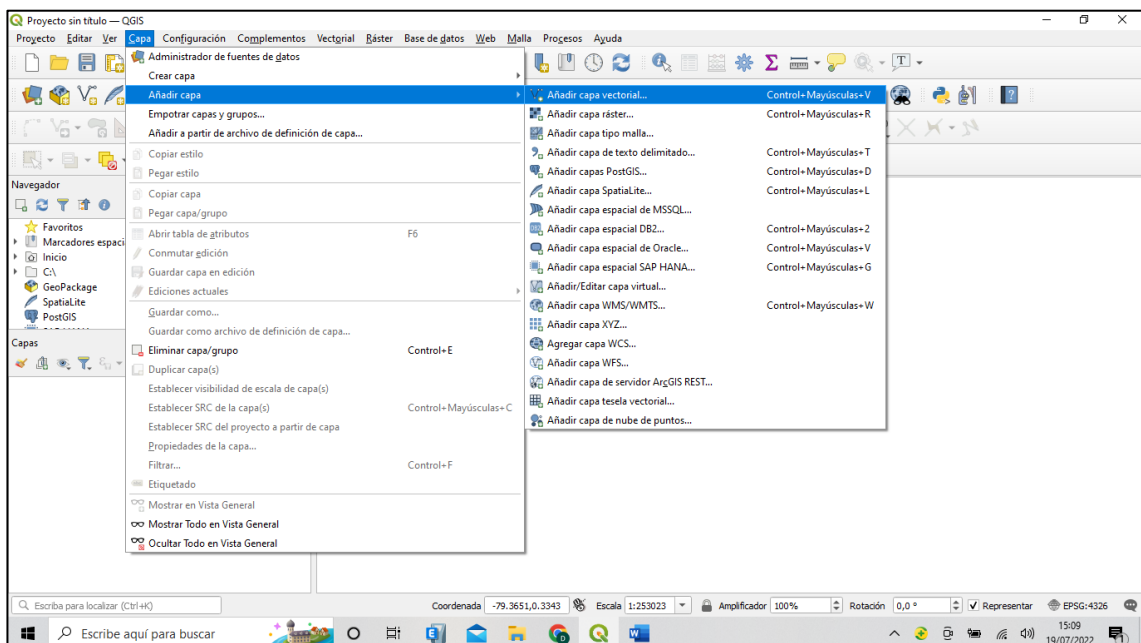 Proyecto sin título — QGIS
Proyecto Editar Ver Capa Configuración Complementos Vectorial Ráster Base de datos Web Malla Procesos Ayuda
Administrador de fuentes de datos
Crear capa
Añadir capa
Empotrar capas y grupos...
Añadir a partir de archivo de definición de capa...
Copiar estilo
Pegar estilo
Copiar capa
Pegar capa/grupo
Abrir tabla de atributos F6
Conmutar edición
Guardar capa en edición
Ediciones actuales
Guardar como...
Guardar como archivo de definición de capa...
Eliminar capa/grupo Control+E
Duplicar capa(s)
Establecer visibilidad de escala de capa(s)
Establecer SRC de la capa(s) Control+Mayúsculas+C
Establecer SRC del proyecto a partir de capa
Propiedades de la capa...
Filtrar... Control+F
Etiquetado
Mostrar en Vista General
Mostrar Todo en Vista General
Ocultar Todo en Vista General
Añadir capa vectorial... Control+Mayúsculas+V
Añadir capa ráster... Control+Mayúsculas+R
Añadir capa tipo malla...
Añadir capa de texto delimitado... Control+Mayúsculas+T
Añadir capas PostGIS... Control+Mayúsculas+D
Añadir capa SpatiaLite... Control+Mayúsculas+L
Añadir capa espacial de MSSQL...
Añadir capa espacial DB2... Control+Mayúsculas+2
Añadir capa espacial de Oracle... Control+Mayúsculas+V
Añadir capa espacial SAP HANA... Control+Mayúsculas+G
Añadir/Editar capa virtual...
Añadir capa WMS/WMTS... Control+Mayúsculas+W
Añadir capa XYZ...
Agregar capa WCS...
Añadir capa WFS...
Añadir capa de servidor ArcGIS REST...
Añadir capa tesela vectorial...
Añadir capa de nube de puntos...
Navegador
Favoritos
Marcadores espaci
Inicio
C:\
GeoPackage
SpatiaLite
PostGIS
Capas
Escriba para localizar (Ctrl+K)
Coordenada -79.3651,0.3343 Escala 1:253023 Amplificador 100% Rotación 0,0 ° Representar EPSG:4326
Escribe aquí para buscar
15:09
19/07/2022